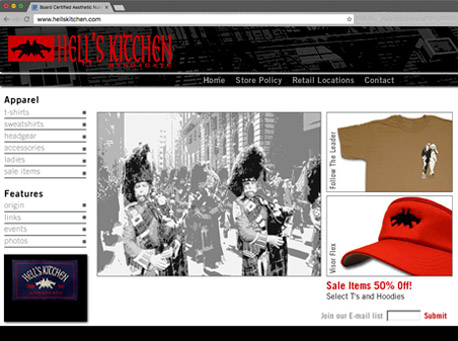 Board Certified Aesthetic Nu
www.hellskitchen.com
HELL'S KITCHEN
SYNDICATE
Home Store Policy Retail Locations Contact
Apparel
t-shirts
sweatshirts
headgear
accessories
ladies
sale items
Features
origin
links
events
photos
HELL'S KITCHEN
Follow The Leader
Visor Flex
Sale Items 50% Off!
Select T's and Hoodies
Join our E-mail list
Submit